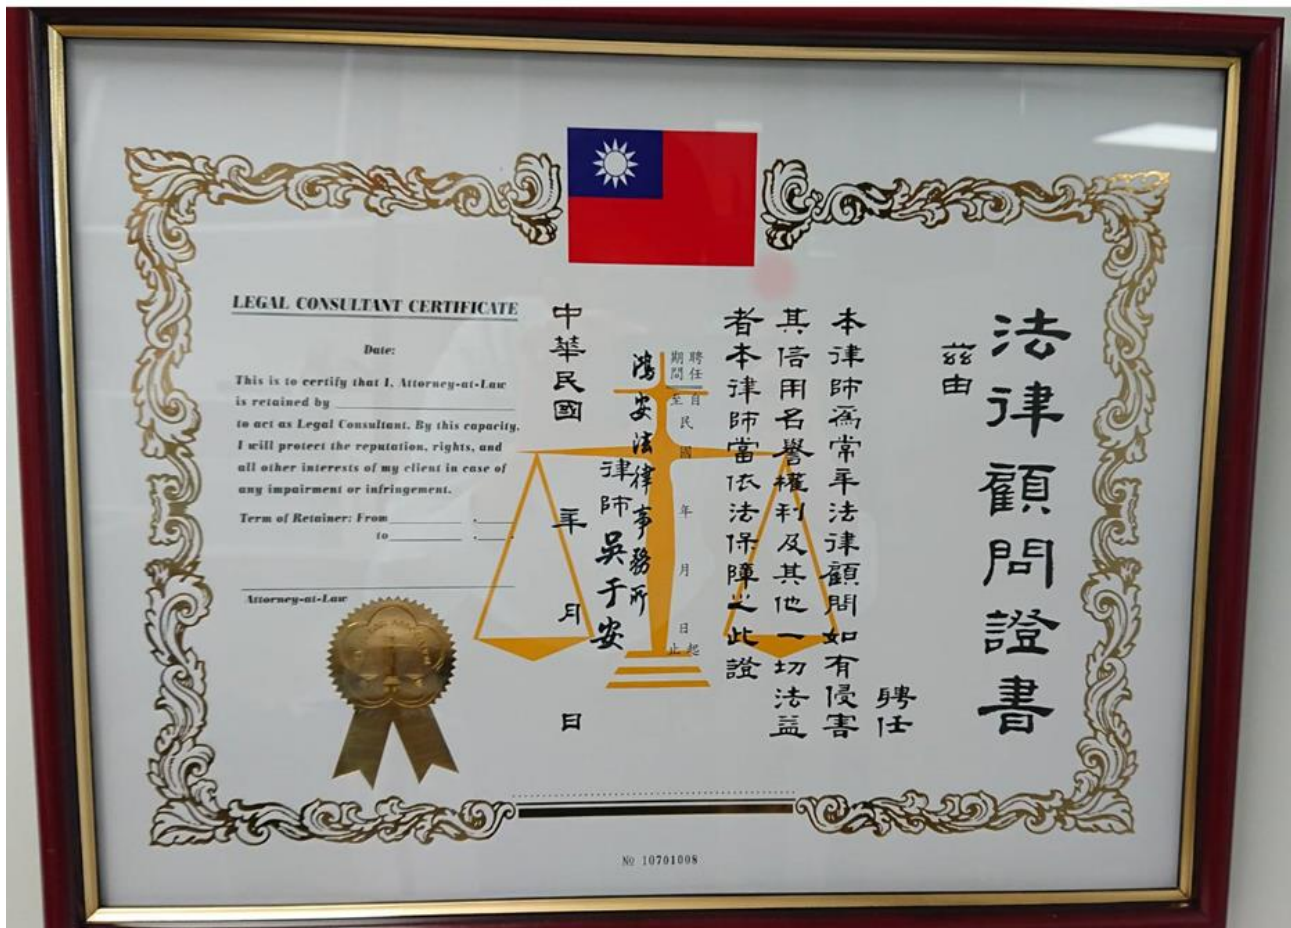 法律顧問證書
茲由
聘任
本律師為常年法律顧問如有侵害
其信用名譽權利及其他一切法益
者本律師當依法保障之此證
聘任期間
自
至
民國年月日
起
止
鴻安法律事務所
律師吳于安
中華民國年月日
LEGAL CONSULTANT CERTIFICATE
Date:
This is to certify that I, Attorney-at-Law
is retained by
to act as Legal Consultant. By this capacity,
I will protect the reputation, rights, and
all other interests of my client in case of
any impairment or infringement.
Term of Retainer: From , 
to , .
Attorney-at-Law
№ 10701008